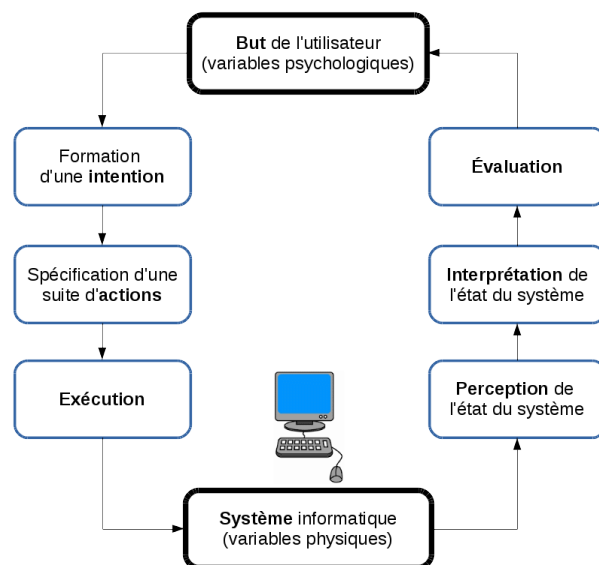 But de l'utilisateur
(variables psychologiques)
Formation
d'une intention
Spécification d'une
suite d'actions
Exécution
Système informatique
(variables physiques)
Perception de
l'état du système
Interprétation de
l'état du système
Évaluation